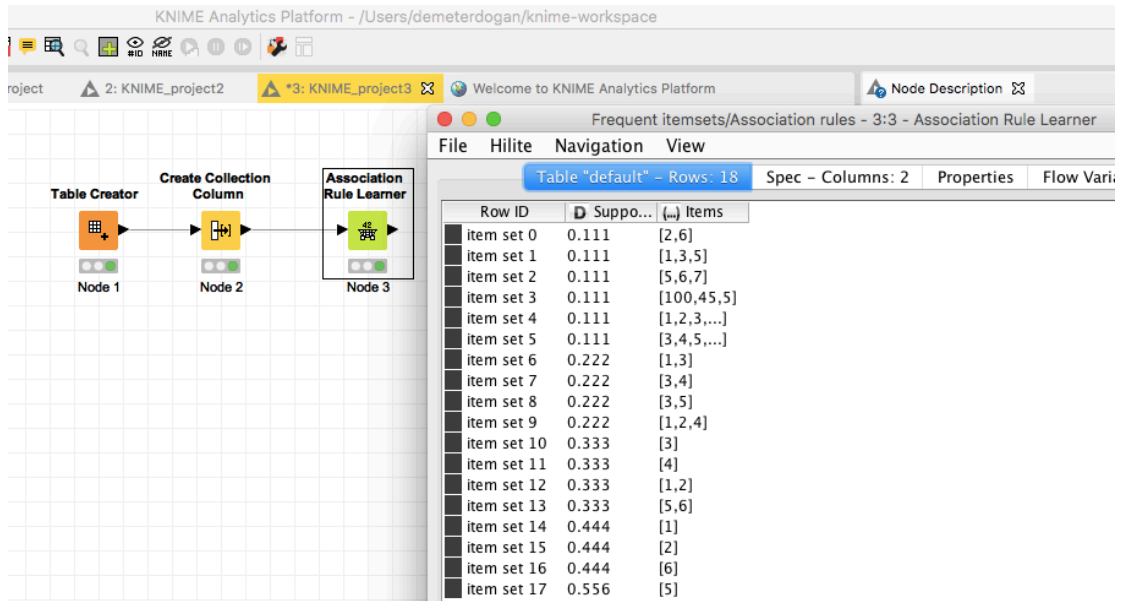 KNIME Analytics Platform - /Users/demeterdogan/knime-workspace
#ID NAME
roject 2: KNIME_project2 *3: KNIME_project3 Welcome to KNIME Analytics Platform Node Description
Frequent itemsets/Association rules - 3:3 - Association Rule Learner
File Hilite Navigation View
Table "default" – Rows: 18 Spec – Columns: 2 Properties Flow Varia
Table Creator
Create Collection
Column
Association
Rule Learner
42
Node 1 Node 2 Node 3
Row ID D Suppo... {...} Items
item set 0 0.111 [2,6]
item set 1 0.111 [1,3,5]
item set 2 0.111 [5,6,7]
item set 3 0.111 [100,45,5]
item set 4 0.111 [1,2,3,...]
item set 5 0.111 [3,4,5,...]
item set 6 0.222 [1,3]
item set 7 0.222 [3,4]
item set 8 0.222 [3,5]
item set 9 0.222 [1,2,4]
item set 10 0.333 [3]
item set 11 0.333 [4]
item set 12 0.333 [1,2]
item set 13 0.333 [5,6]
item set 14 0.444 [1]
item set 15 0.444 [2]
item set 16 0.444 [6]
item set 17 0.556 [5]